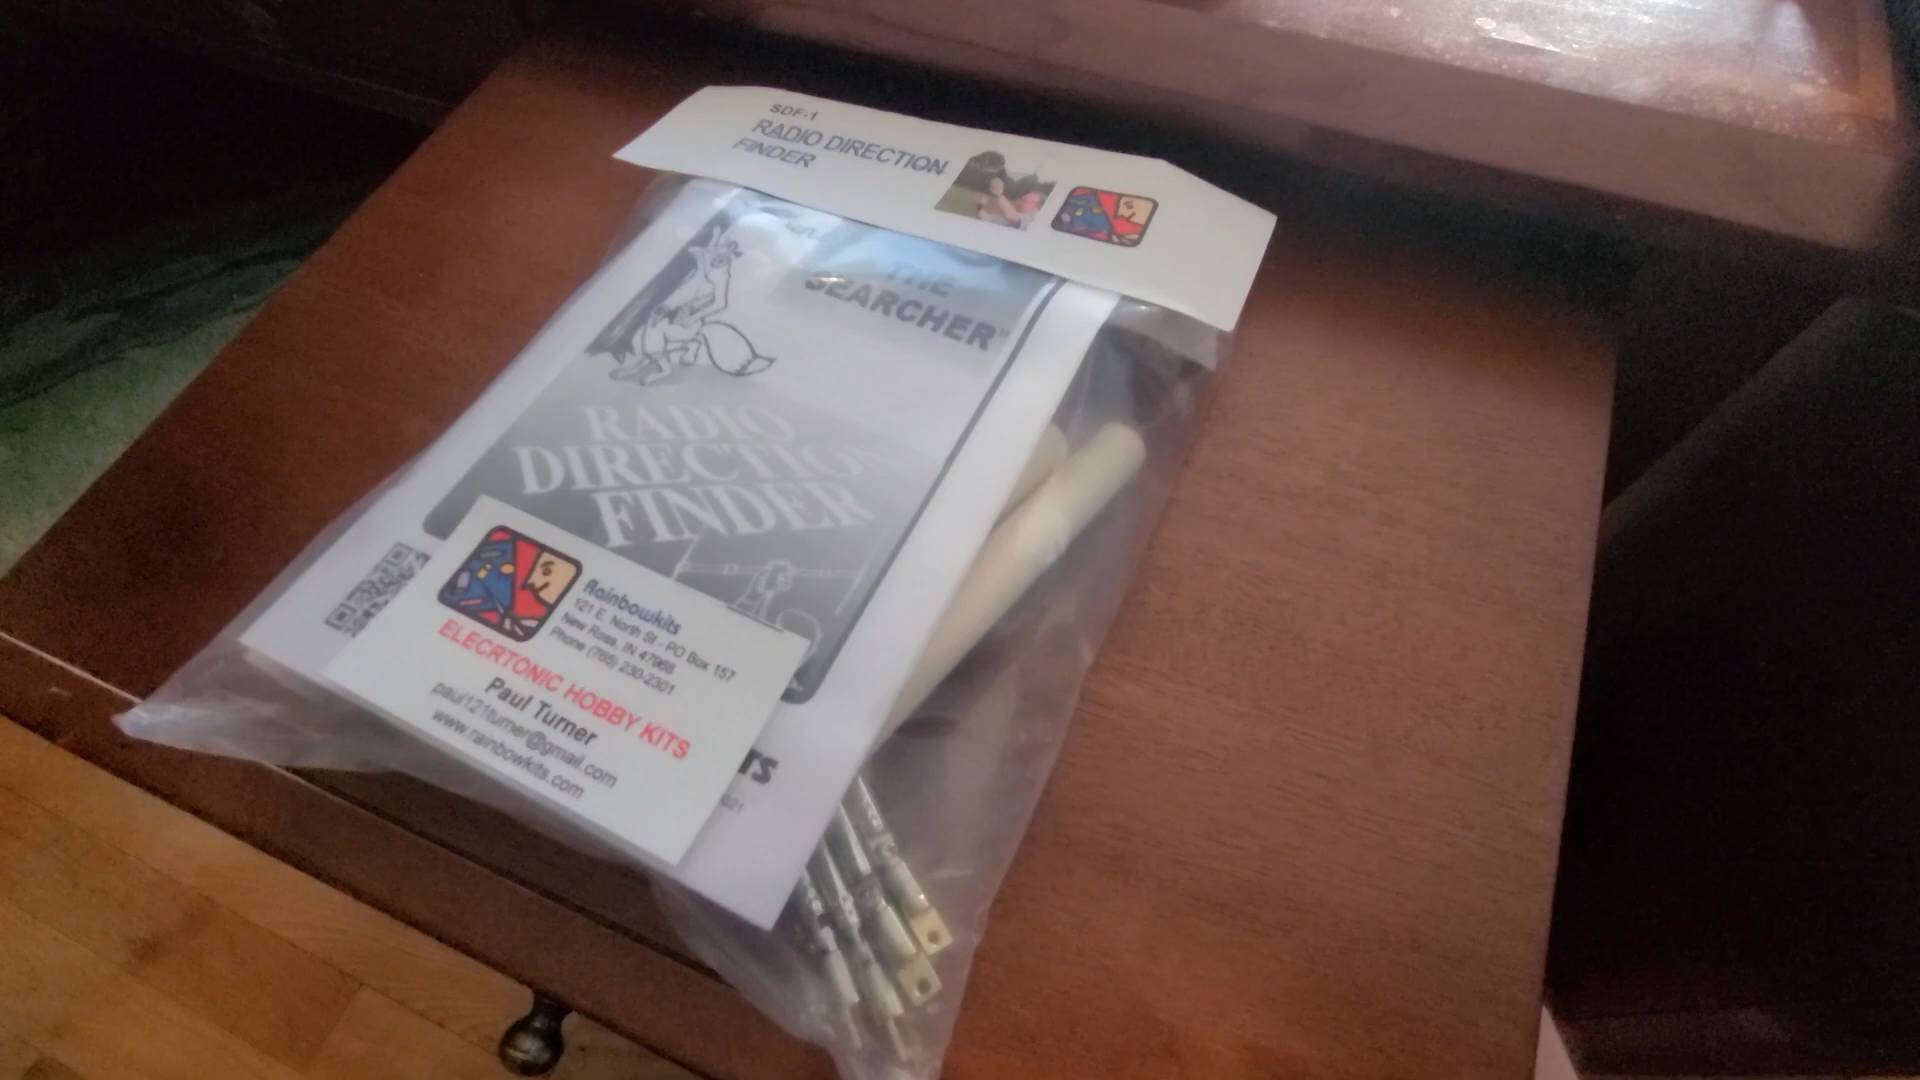 SDF-1
RADIO DIRECTION
FINDER
THE
SEARCHER™
RADIO
DIRECTION
FINDER
Rainbowkits
121 E. North St - PO Box 157
New Ross, IN 47968
Phone (765) 230-2301
ELECRTONIC HOBBY KITS
Paul Turner
paul121turner@gmail.com
www.rainbowkits.com